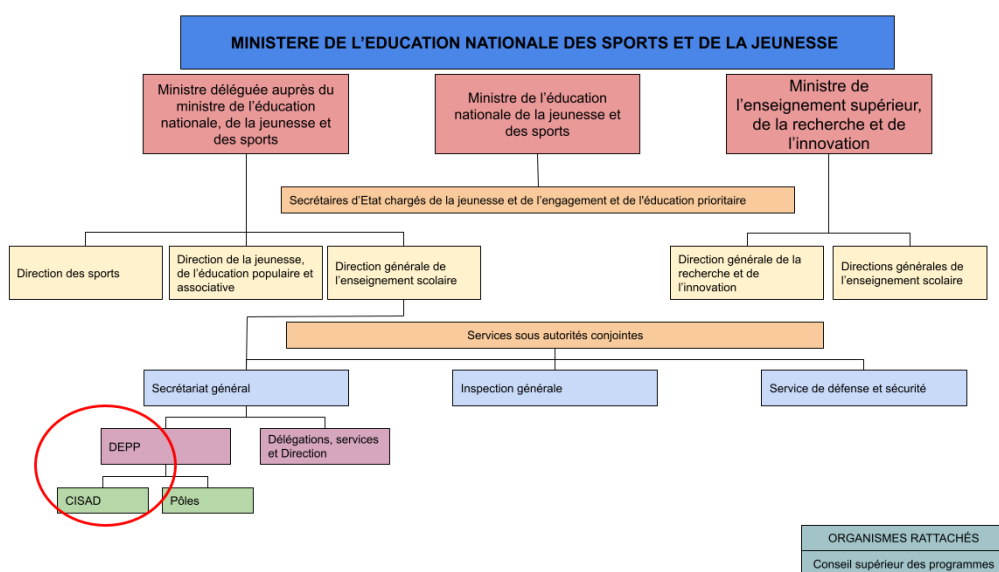 MINISTERE DE L'EDUCATION NATIONALE DES SPORTS ET DE LA JEUNESSE
Ministre déléguée auprès du
ministre de l'éducation
nationale, de la jeunesse et
des sports
Ministre de l'éducation
nationale de la jeunesse et
des sports
Ministre de
l'enseignement supérieur,
de la recherche et de
l'innovation
Secrétaires d'Etat chargés de la jeunesse et de l'engagement et de l'éducation prioritaire
Direction des sports
Direction de la jeunesse,
de l'éducation populaire et
associative
Direction générale de
l'enseignement scolaire
Direction générale de la
recherche et de
l'innovation
Directions générales de
l'enseignement scolaire
Services sous autorités conjointes
Secrétariat général
Inspection générale
Service de défense et sécurité
DEPP
Délégations, services
et Direction
CISAD
Pôles
ORGANISMES RATTACHÉS
Conseil supérieur des programmes